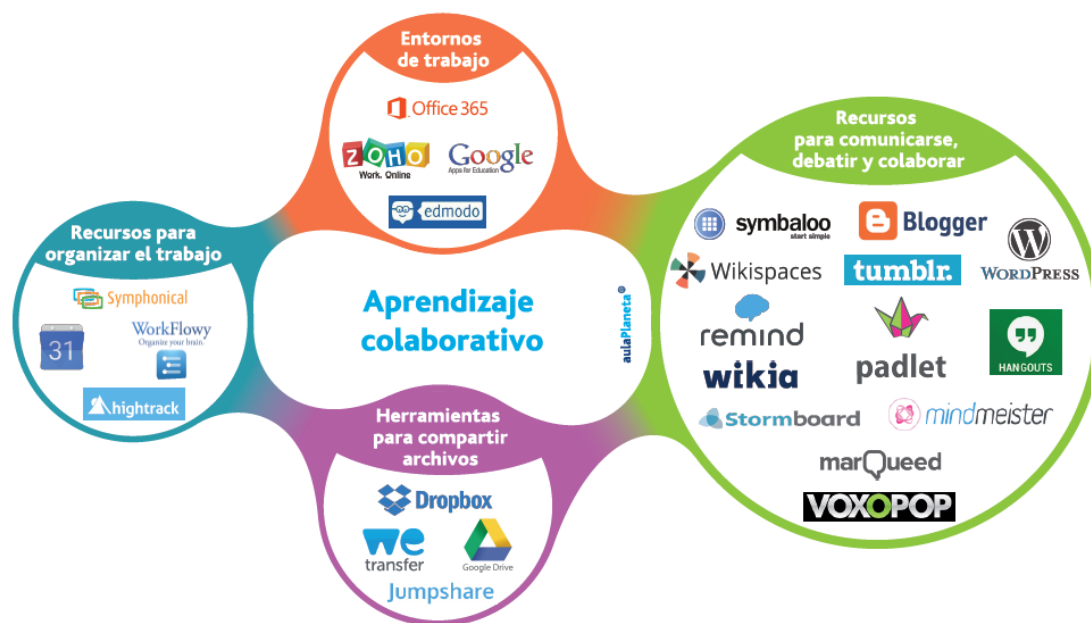 Entornos
de trabajo
Office 365
ZOHO
Work. Online
Google
Apps for Education
edmodo
Recursos
para comunicarse,
debatir y colaborar
symbaloo
start simple
Blogger
WORDPRESS
Wikispaces
tumblr.
remind
padlet
HANGOUTS
wikia
Stormboard
mindmeister
marQueed
VOXOPOP
Recursos para
organizar el trabajo
Symphonical
31
WorkFlowy
Organize your brain.
hightrack
Aprendizaje
colaborativo
aulaPlaneta
Herramientas
para compartir
archivos
Dropbox
we
transfer
Google Drive
Jumpshare